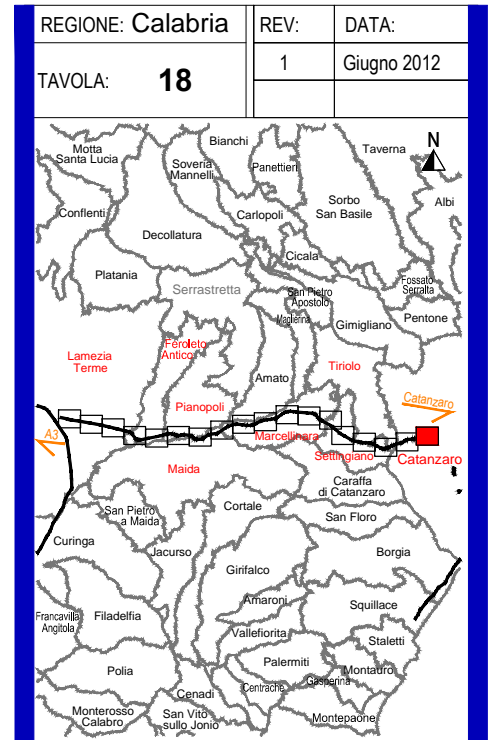 REGIONE: Calabria
REV:
DATA:
TAVOLA: 18
1
Giugno 2012
N
Motta
Santa Lucia
Bianchi
Soveria
Mannelli
Panettieri
Taverna
Conflenti
Carlopoli
Sorbo
San Basile
Albi
Decollatura
Cicala
Platania
Serrastretta
San Pietro
Apostolo
Fossato
Serralta
Maglierina
Gimigliano
Pentone
Lamezia
Terme
Feroleto
Antico
Amato
Tiriolo
Pianopoli
Catanzaro
A3
Marcellinara
Settingiano
Catanzaro
Maida
Caraffa
di Catanzaro
San Pietro
a Maida
Cortale
San Floro
Curinga
Jacurso
Borgia
Girifalco
Amaroni
Squillace
Francavilla
Angitola
Filadelfia
Vallefiorita
Staletti
Palermiti
Montauro
Polia
Gasperina
Cenadi
Centrache
Monterosso
Calabro
San Vito
sullo Jonio
Montepaone